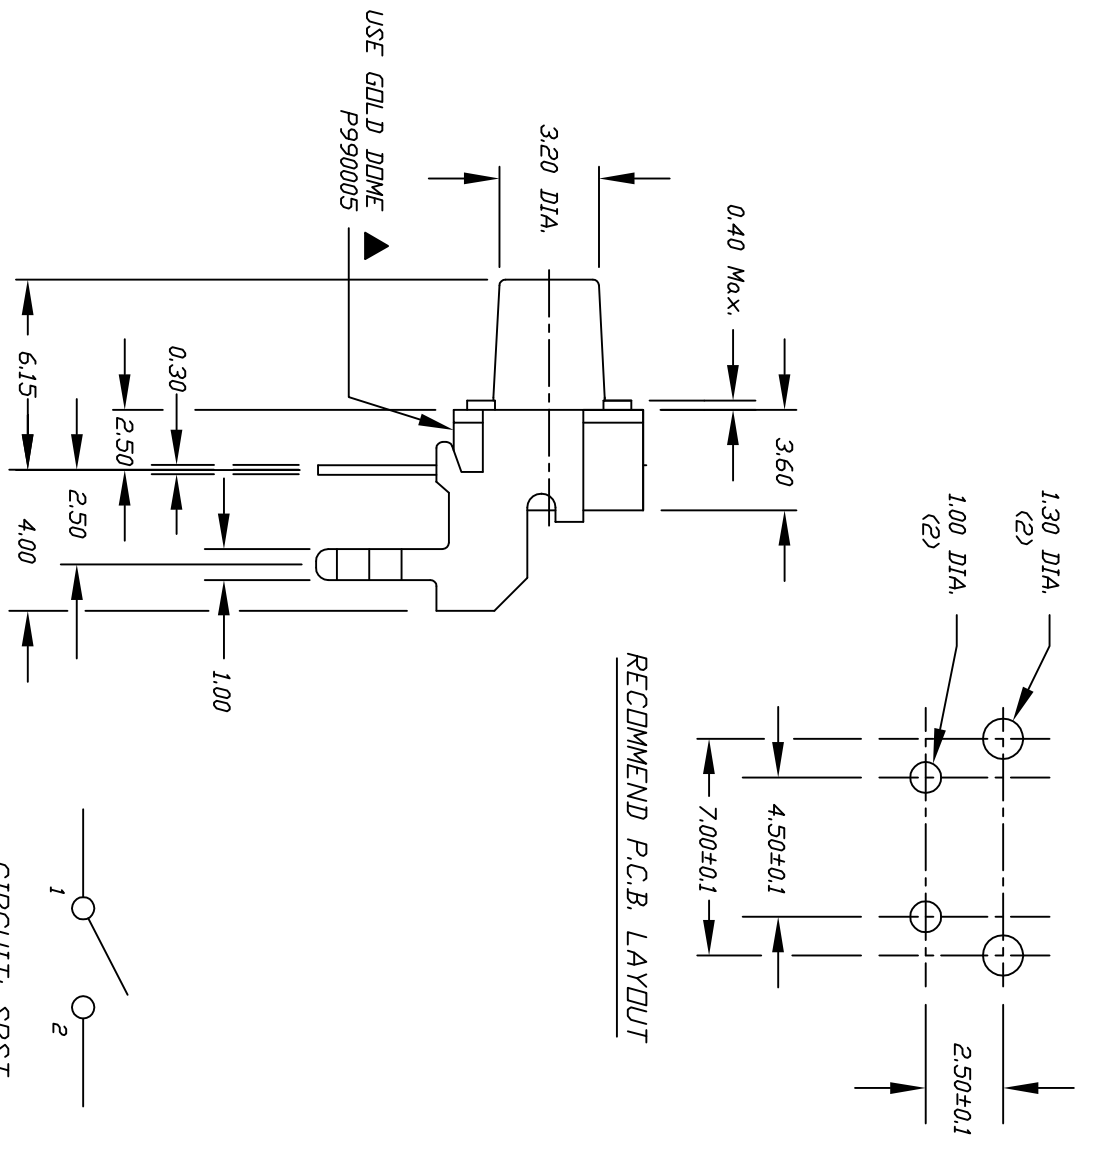 1.30 DIA.
(2)
1.00 DIA.
(2)
2.50±0.1
4.50±0.1
7.00±0.1
RECOMMEND P.C.B. LAYOUT
0.40 Max.
3.60
3.20 DIA.
USE GOLD DOME
P990005
1.00
0.30
2.50
2.50
6.15
4.00
1
2
CIRCUIT: SPST